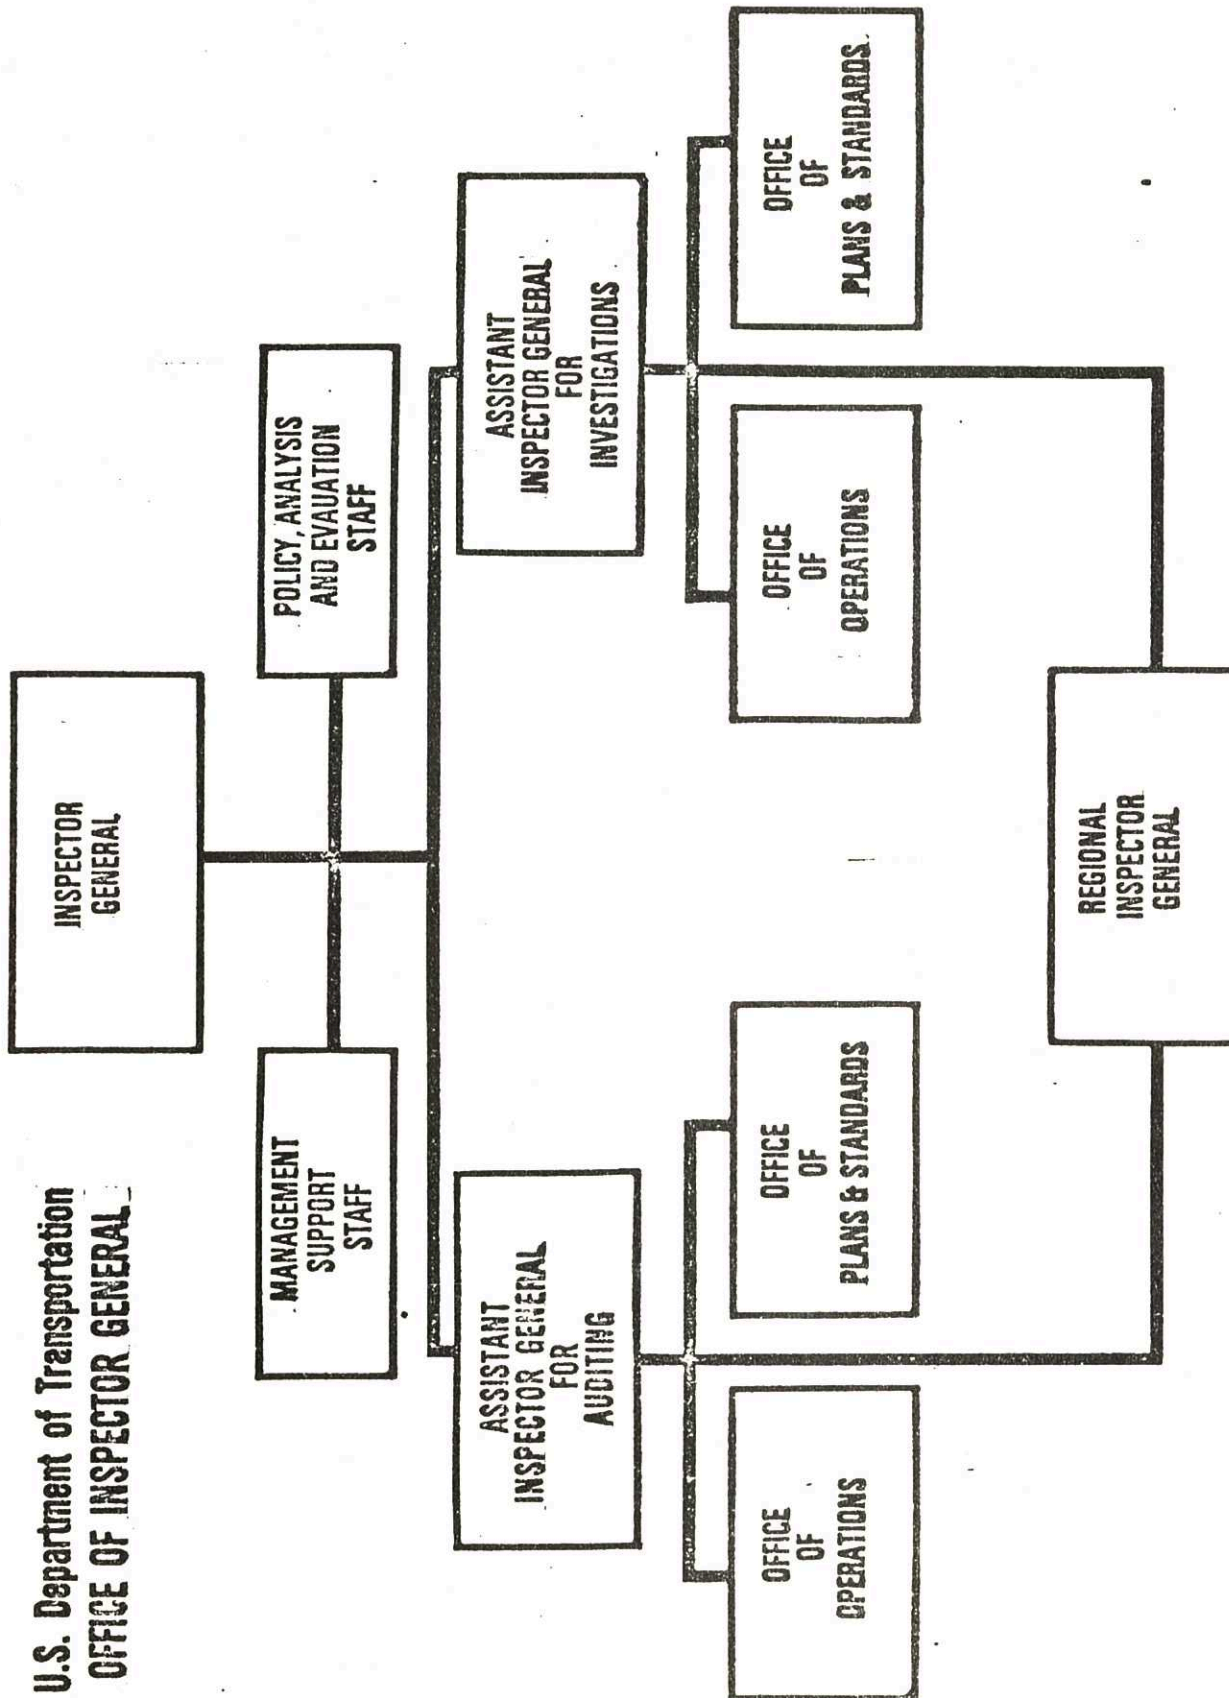 U.S. Department of Transportation
OFFICE OF INSPECTOR GENERAL
INSPECTOR
GENERAL
MANAGEMENT
SUPPORT
STAFF
POLICY, ANALYSIS
AND EVAUATION
STAFF
ASSISTANT
INSPECTOR GENERAL
FOR
AUDITING
ASSISTANT
INSPECTOR GENERAL
FOR
INVESTIGATIONS
OFFICE
OF
OPERATIONS
OFFICE
OF
PLANS & STANDARDS
OFFICE
OF
OPERATIONS
OFFICE
OF
PLANS & STANDARDS
REGIONAL
INSPECTOR
GENERAL